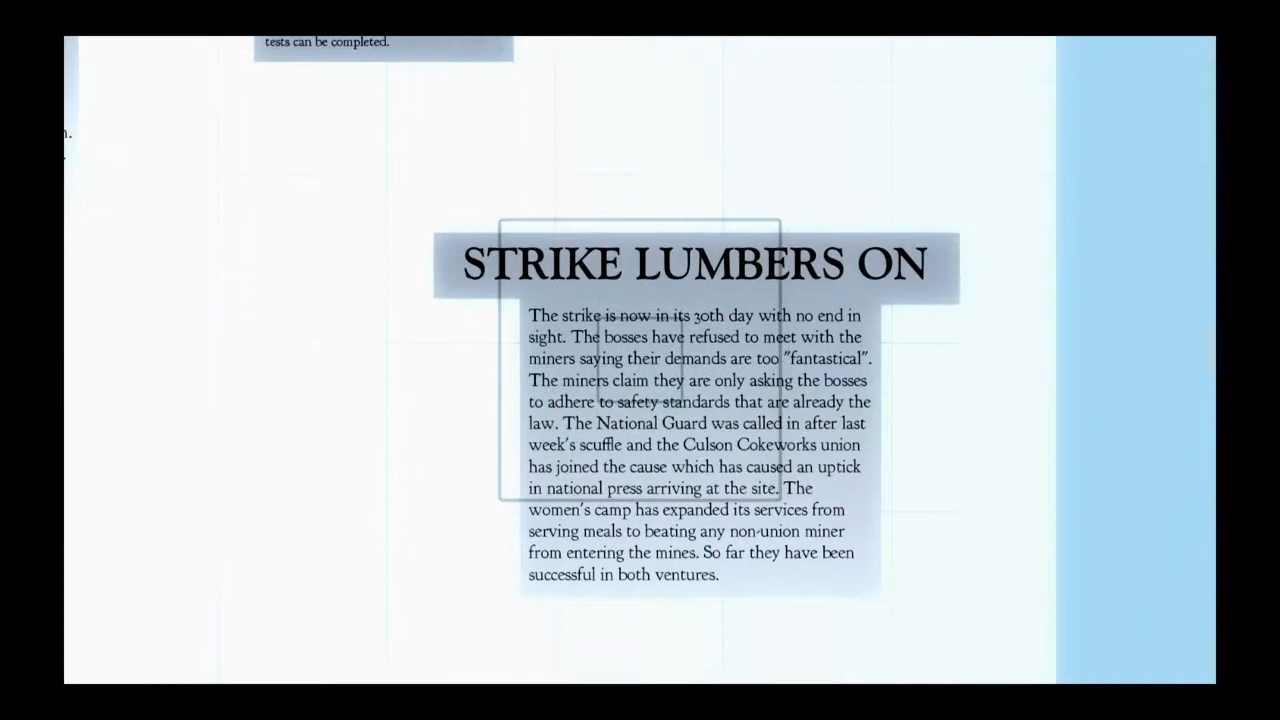 tests can be completed.
STRIKE LUMBERS ON
The strike is now in its 30th day with no end in
sight. The bosses have refused to meet with the
miners saying their demands are too "fantastical".
The miners claim they are only asking the bosses
to adhere to safety standards that are already the
law. The National Guard was called in after last
week's scuffle and the Culson Cokeworks union
has joined the cause which has caused an uptick
in national press arriving at the site. The
women's camp has expanded its services from
serving meals to beating any non-union miner
from entering the mines. So far they have been
successful in both ventures.